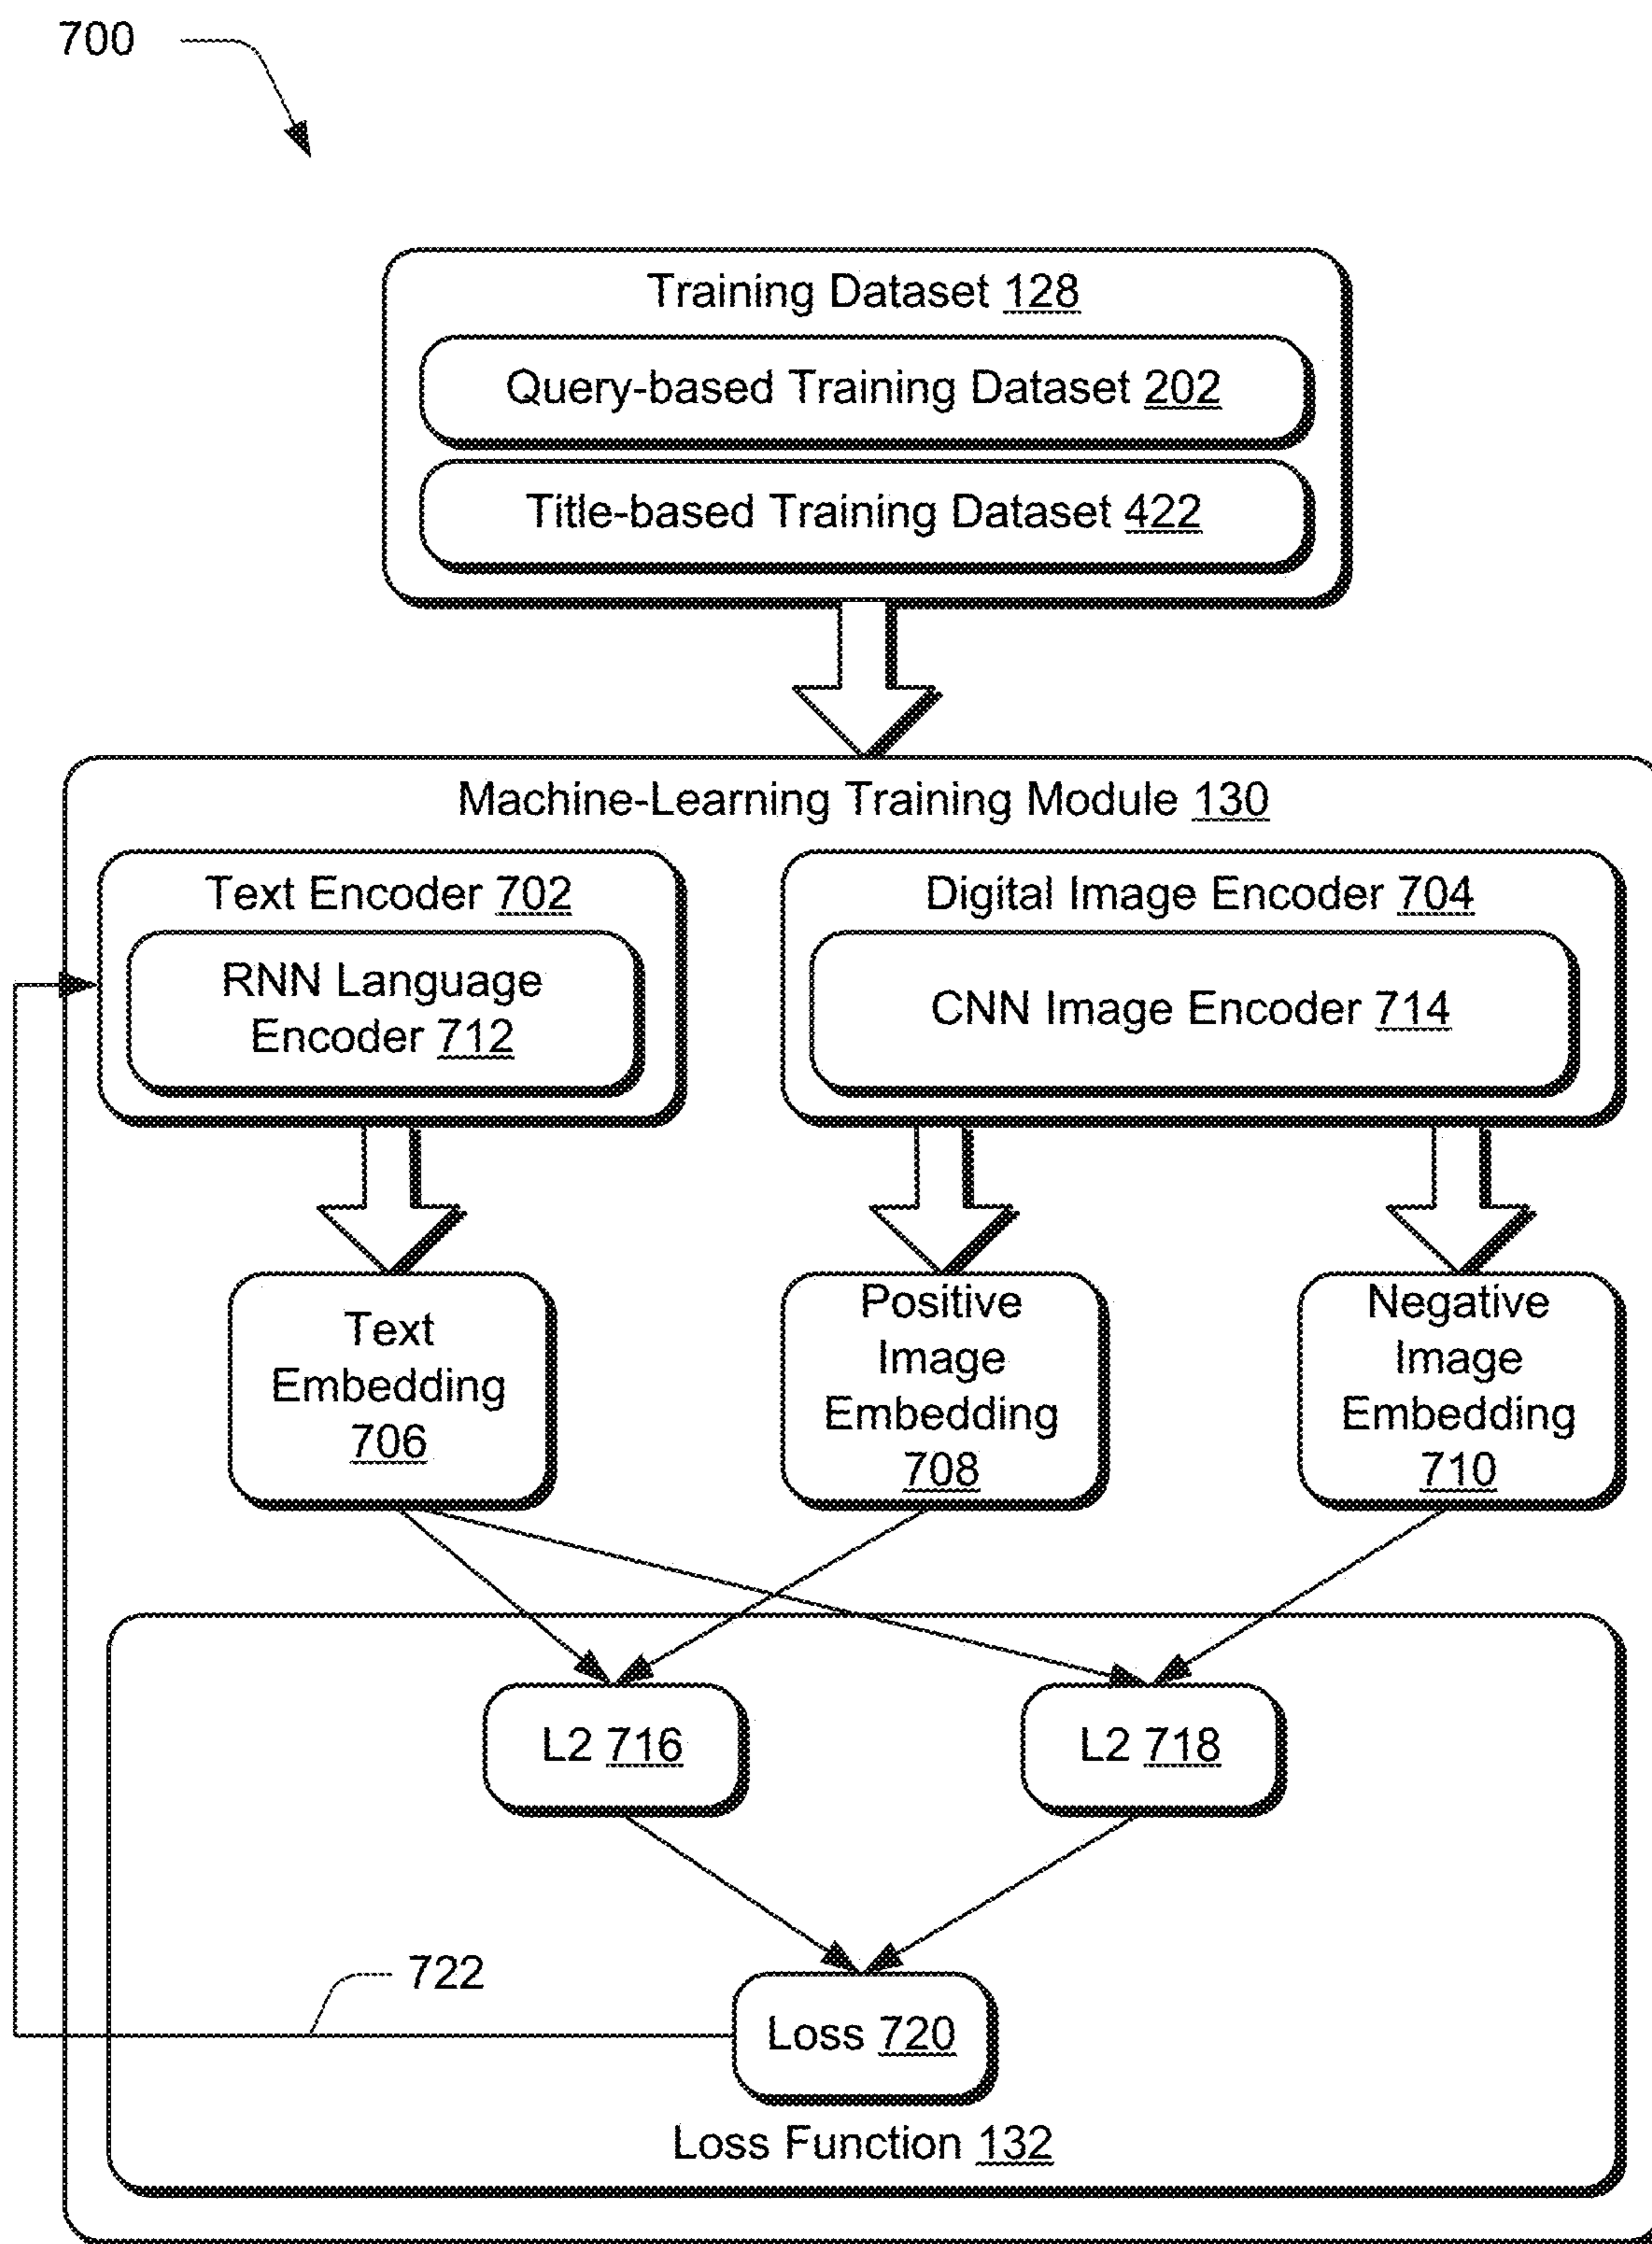 700
Training Dataset 128
Query-based Training Dataset 202
Title-based Training Dataset 422
Machine-Learning Training Module 130
Text Encoder 702
RNN Language
Encoder 712
Digital Image Encoder 704
CNN Image Encoder 714
Text
Embedding
706
Positive
Image
Embedding
708
Negative
Image
Embedding
710
L2 716
L2 718
722
Loss 720
Loss Function 132